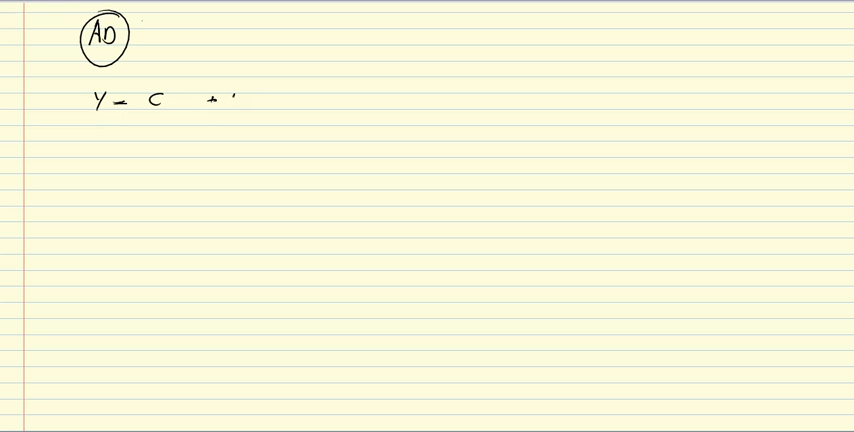 AD
Y = C +